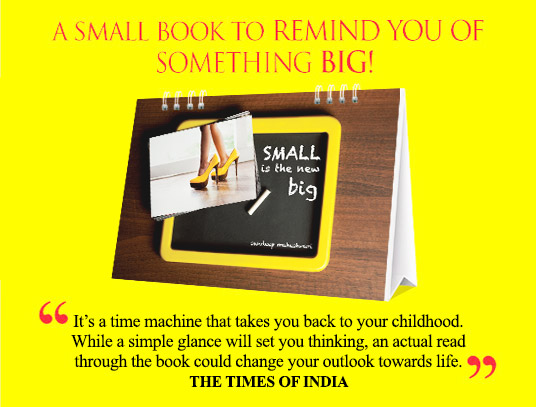 A SMALL BOOK TO REMIND YOU OF
SOMETHING BIG!
SMALL
is the new
big
sandeep maheshwari
“ It’s a time machine that takes you back to your childhood.
While a simple glance will set you thinking, an actual read
through the book could change your outlook towards life. ”
THE TIMES OF INDIA